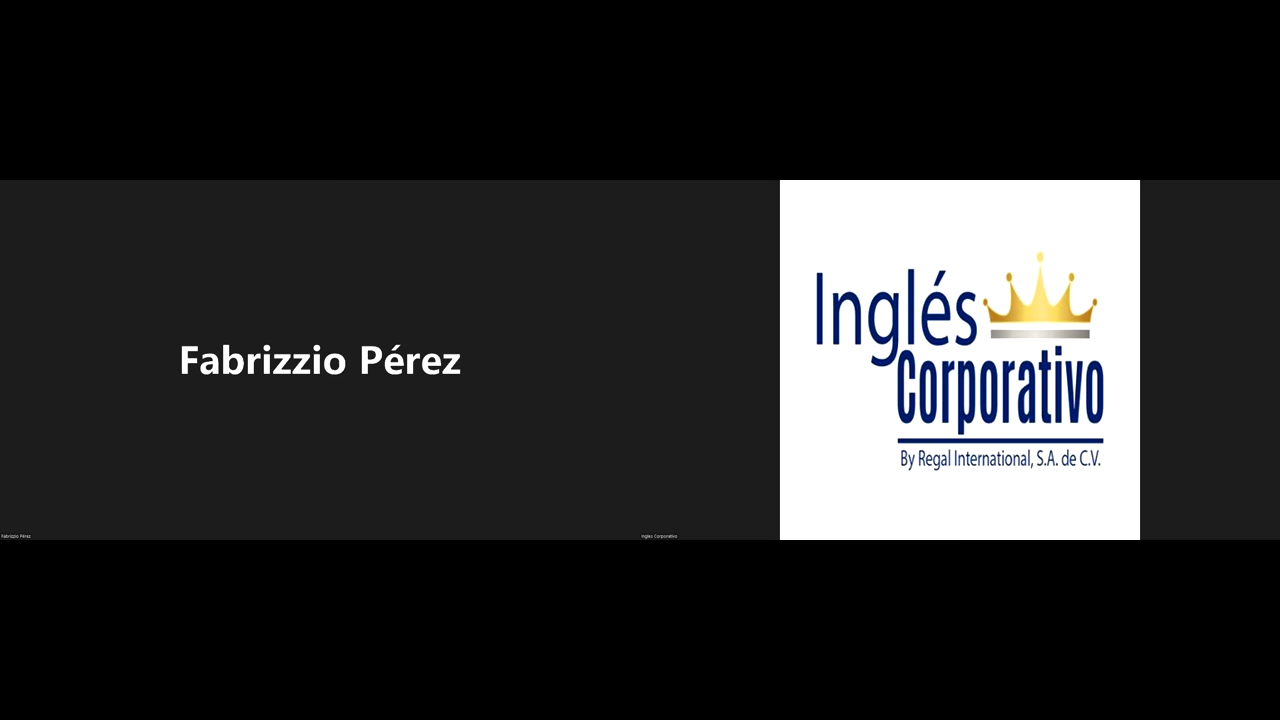 Fabrizzio Pérez
Inglés
Corporativo
By Regal International, S.A. de C.V.
Fabrizzio Pérez
Inglés Corporativo